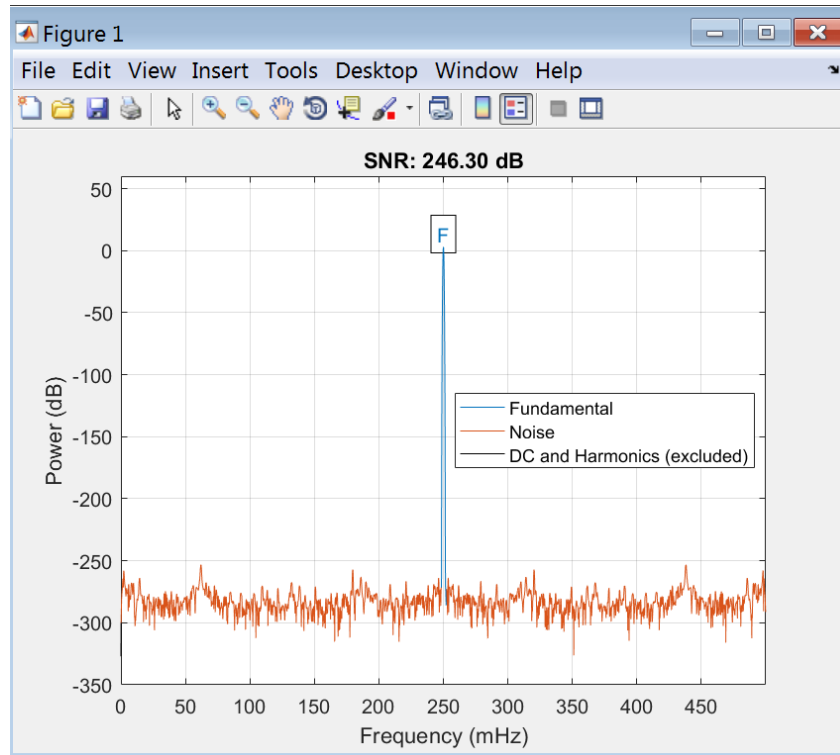 Figure 1
File Edit View Insert Tools Desktop Window Help
SNR: 246.30 dB
50
0
-50
-100
-150
-200
-250
-300
-350
Power (dB)
F
Fundamental
Noise
DC and Harmonics (excluded)
0 50 100 150 200 250 300 350 400 450
Frequency (mHz)